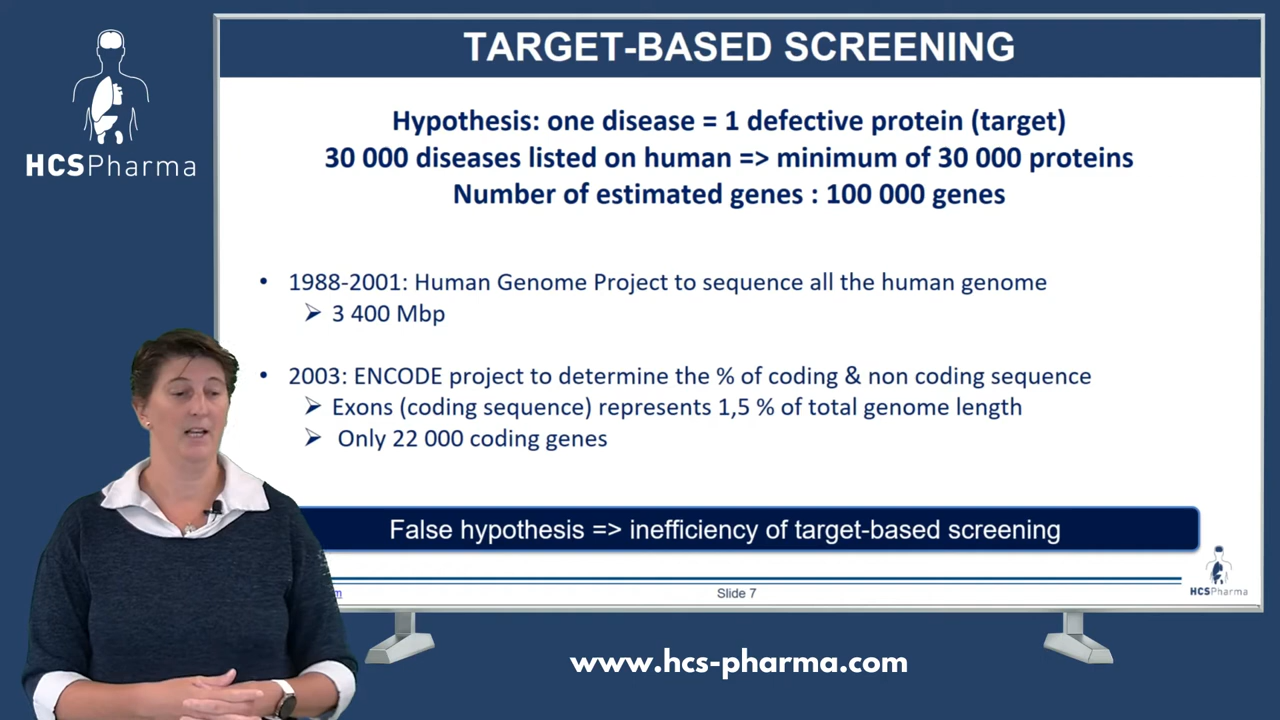 TARGET-BASED SCREENING
HCSPharma
Hypothesis: one disease = 1 defective protein (target)
30 000 diseases listed on human => minimum of 30 000 proteins
Number of estimated genes : 100 000 genes
• 1988-2001: Human Genome Project to sequence all the human genome
➢ 3 400 Mbp
• 2003: ENCODE project to determine the % of coding & non coding sequence
➢ Exons (coding sequence) represents 1,5 % of total genome length
➢ Only 22 000 coding genes
False hypothesis => inefficiency of target-based screening
m
Slide 7
HCSPharma
www.hcs-pharma.com